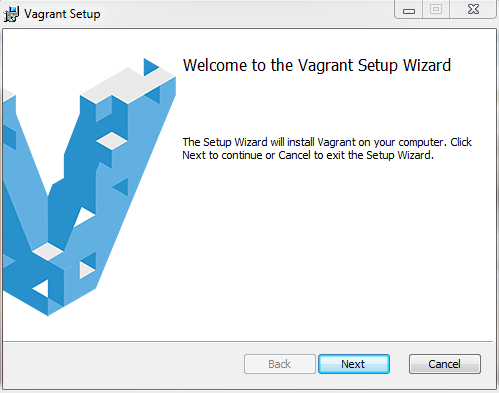 Vagrant Setup
Welcome to the Vagrant Setup Wizard
The Setup Wizard will install Vagrant on your computer. Click
Next to continue or Cancel to exit the Setup Wizard.
Back
Next
Cancel